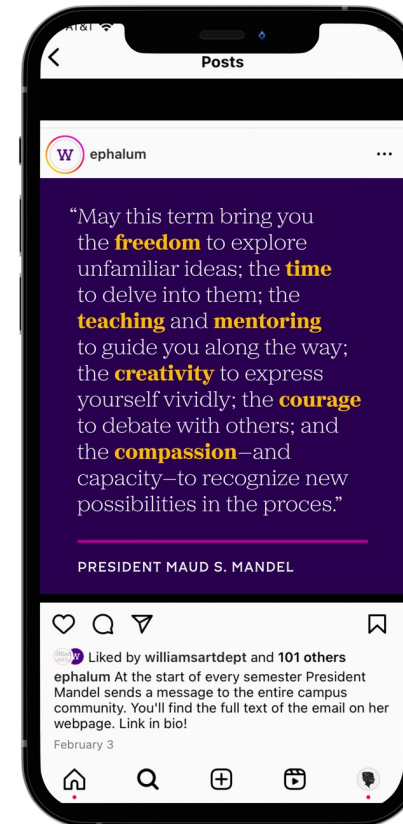 AT&T
Posts
W ephalum
“May this term bring you
the freedom to explore
unfamiliar ideas; the time
to delve into them; the
teaching and mentoring
to guide you along the way;
the creativity to express
yourself vividly; the courage
to debate with others; and
the compassion—and
capacity—to recognize new
possibilities in the proces.”
PRESIDENT MAUD S. MANDEL
W Liked by williamsartdept and 101 others
ephalum At the start of every semester President
Mandel sends a message to the entire campus
community. You'll find the full text of the email on her
webpage. Link in bio!
February 3